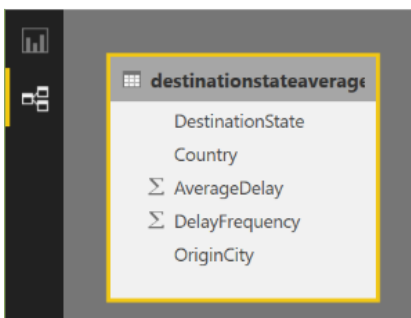 destinationstateaverage
DestinationState
Country
Σ AverageDelay
Σ DelayFrequency
OriginCity